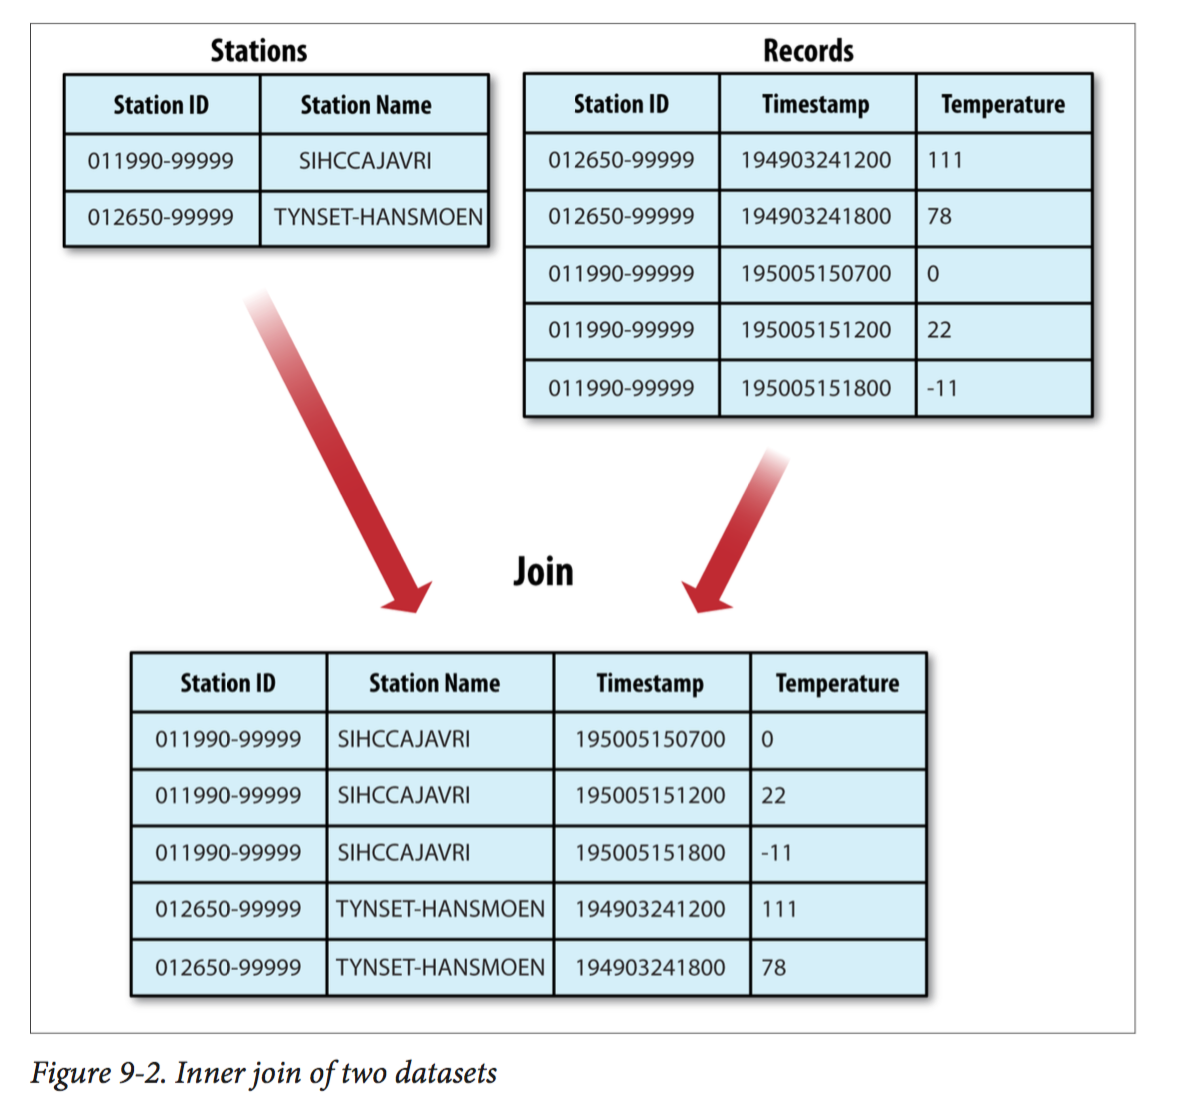 Stations
Station ID Station Name
011990-99999 SIHCCAJAVRI
012650-99999 TYNSET-HANSMOEN
Records
Station ID Timestamp Temperature
012650-99999 194903241200 111
012650-99999 194903241800 78
011990-99999 195005150700 0
011990-99999 195005151200 22
011990-99999 195005151800 -11
Join
Station ID Station Name Timestamp Temperature
011990-99999 SIHCCAJAVRI 195005150700 0
011990-99999 SIHCCAJAVRI 195005151200 22
011990-99999 SIHCCAJAVRI 195005151800 -11
012650-99999 TYNSET-HANSMOEN 194903241200 111
012650-99999 TYNSET-HANSMOEN 194903241800 78
Figure 9-2. Inner join of two datasets